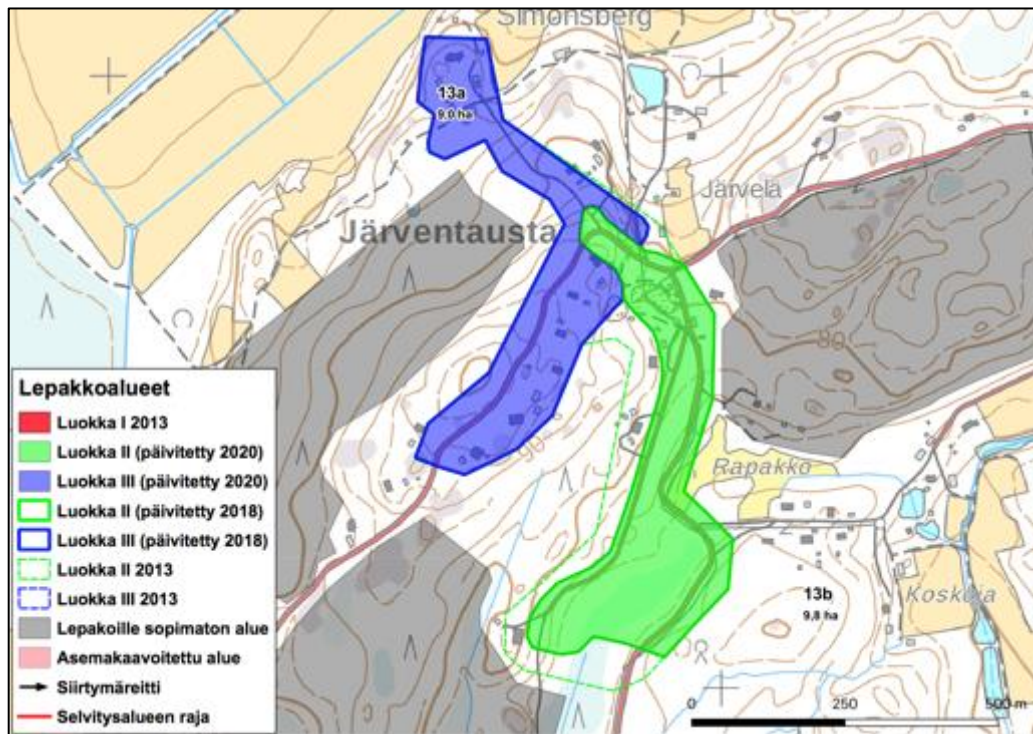 Simonsberg
13a
9,0 ha
Järvelä
Järventausta
80
90
Rapakko
13b
9,8 ha
Koskoja
Lepakkoalueet
Luokka I 2013
Luokka II (päivitetty 2020)
Luokka III (päivitetty 2020)
Luokka II (päivitetty 2018)
Luokka III (päivitetty 2018)
Luokka II 2013
Luokka III 2013
Lepakoille sopimaton alue
Asemakaavoitettu alue
Siirtymäreitti
Selvitysalueen raja
0 250 500 m